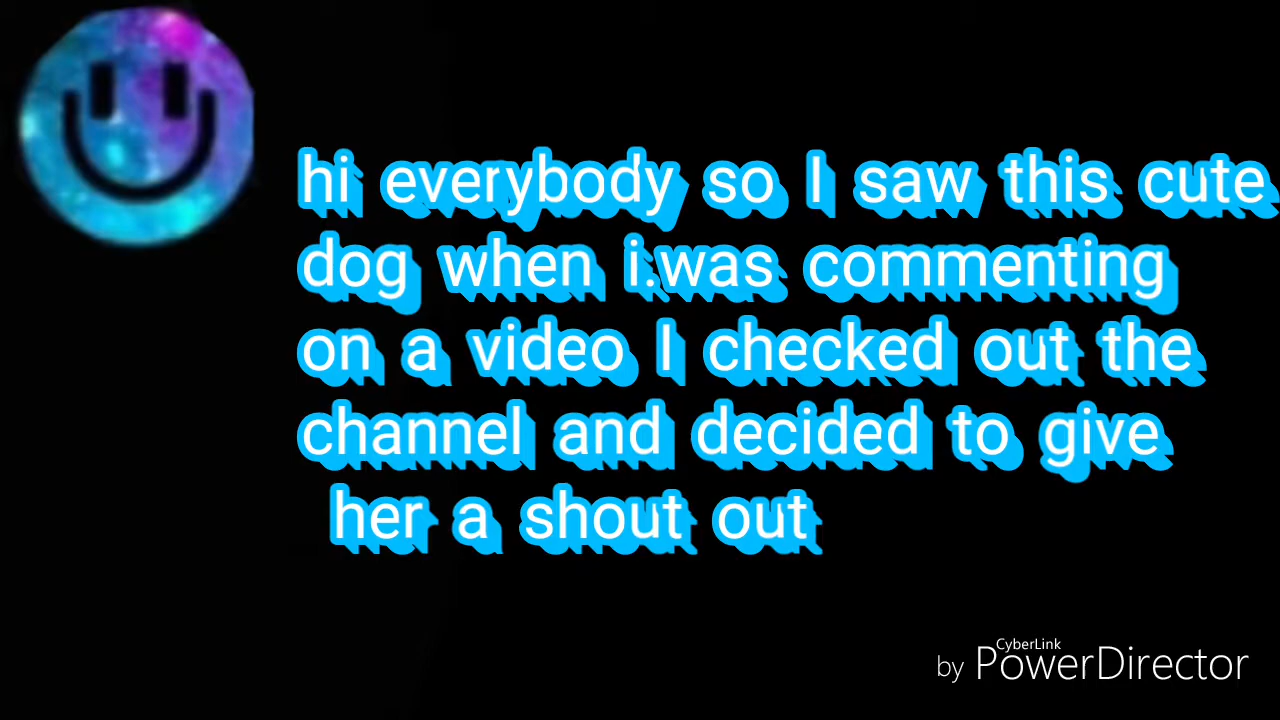 hi everybody so I saw this cute
dog when i.was commenting
on a video I checked out the
channel and decided to give
her a shout out
CyberLink
by PowerDirector